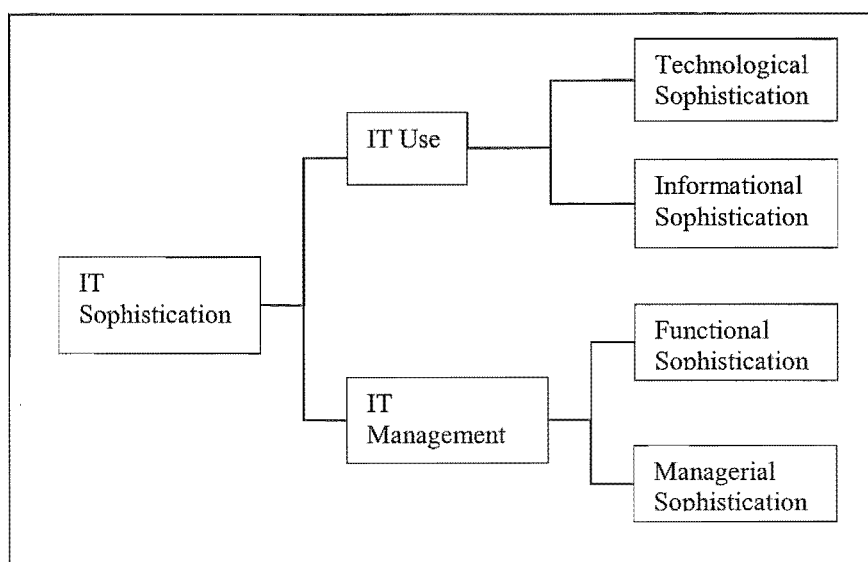 Technological
Sophistication
IT Use
Informational
Sophistication
IT
Sophistication
Functional
Sophistication
IT
Management
Managerial
Sophistication